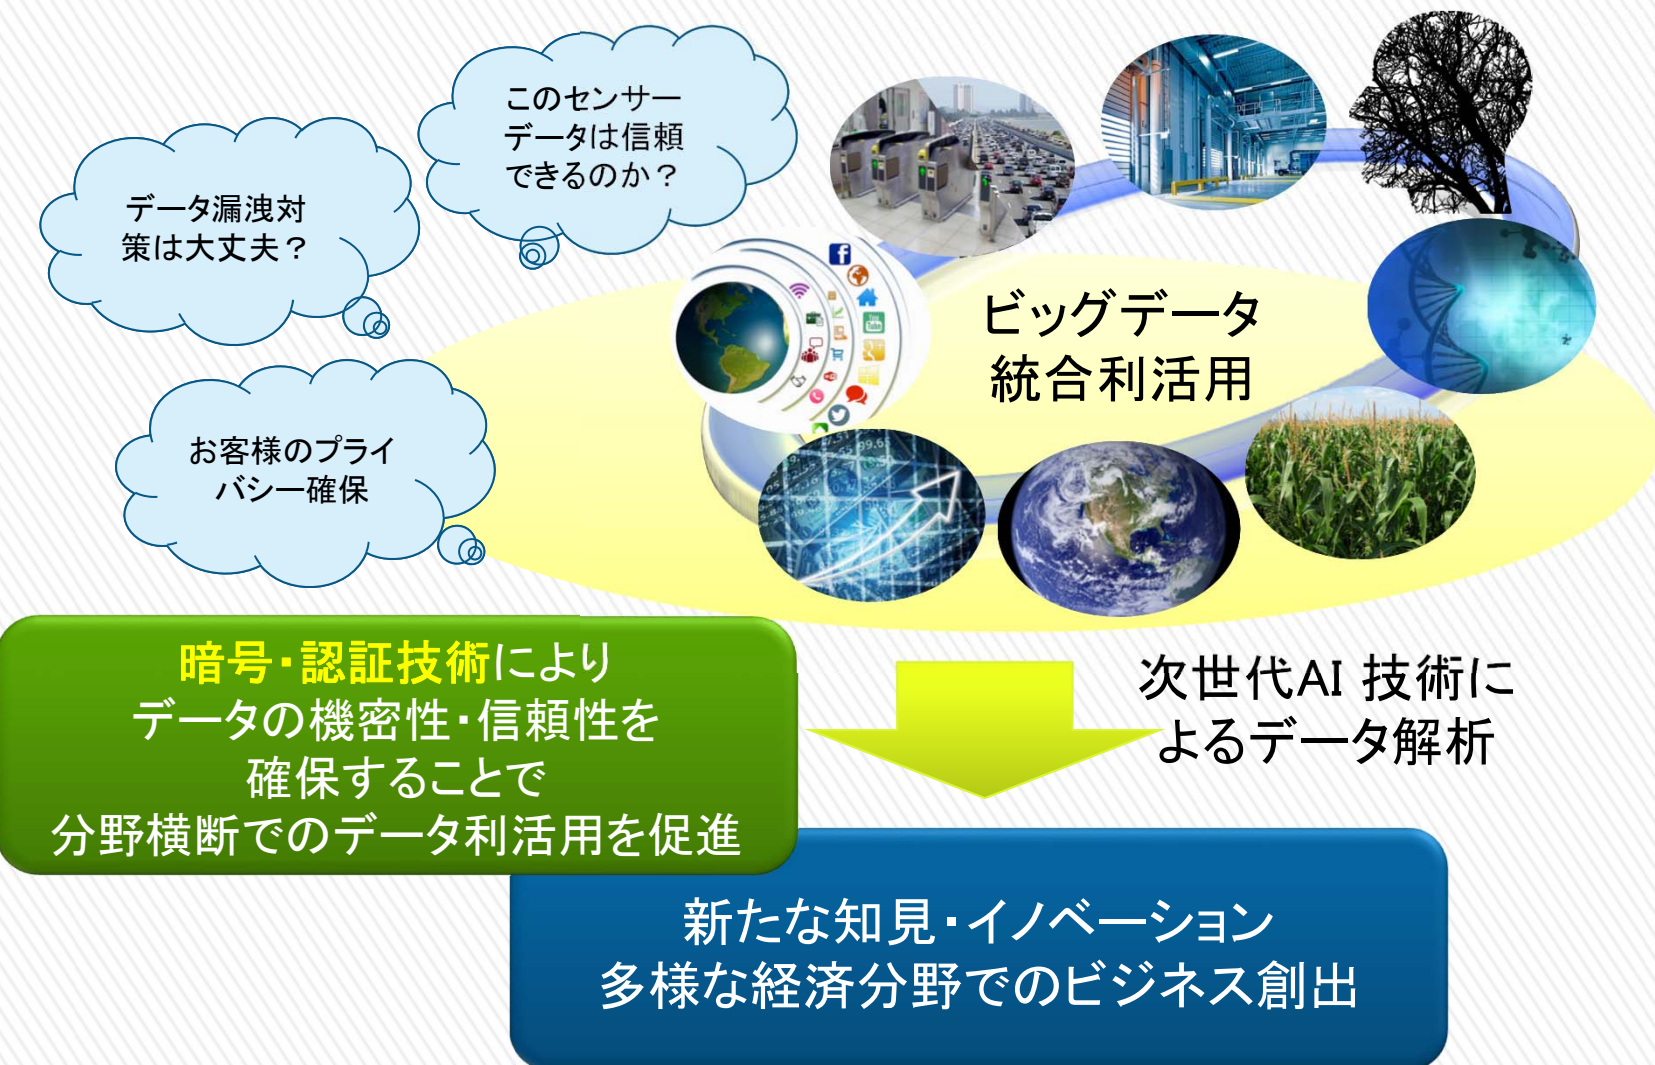 このセンサー
データは信頼
できるのか？
データ漏洩対
策は大丈夫？
お客様のプライ
バシー確保
ビッグデータ
統合利活用
暗号・認証技術により
データの機密性・信頼性を
確保することで
分野横断でのデータ利活用を促進
次世代AI 技術に
よるデータ解析
新たな知見・イノベーション
多様な経済分野でのビジネス創出